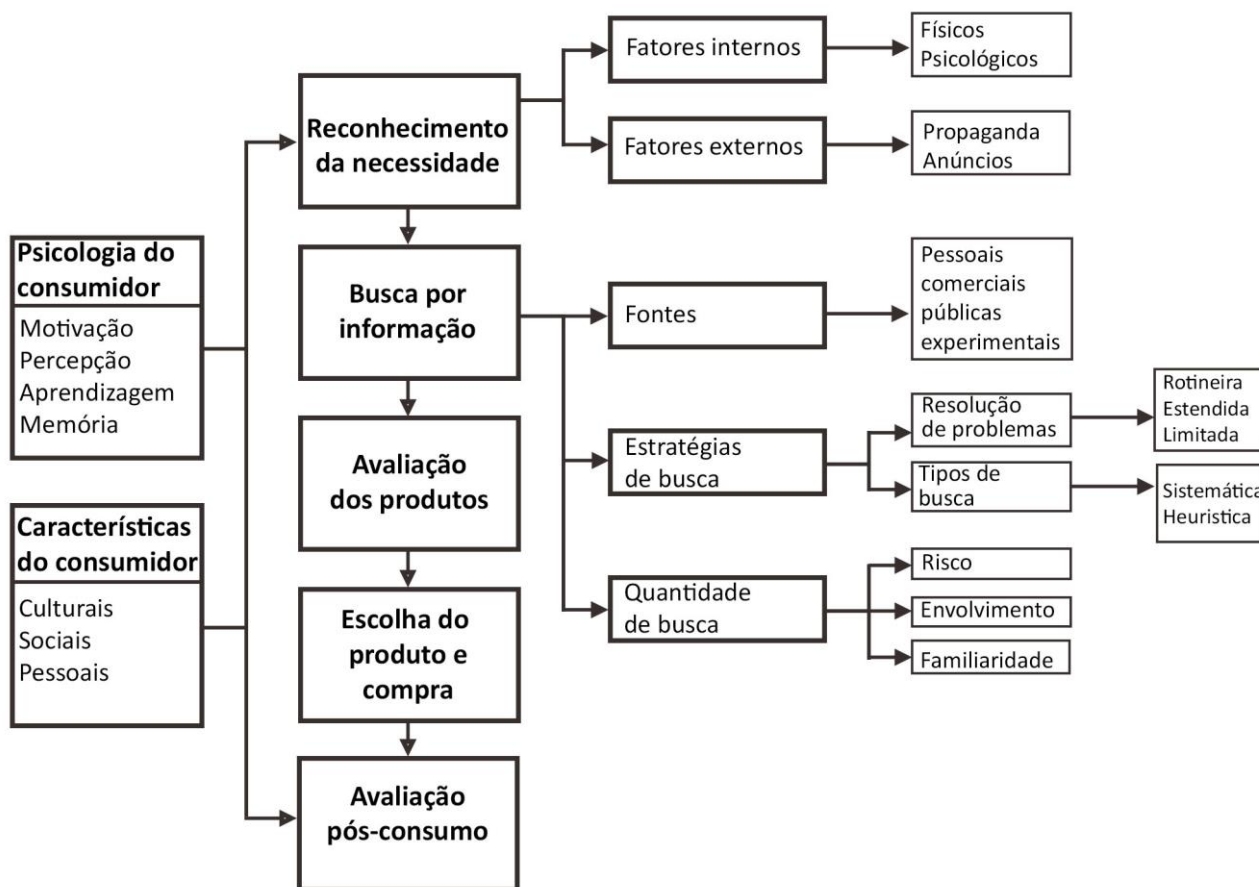 Psicologia do
consumidor
Motivação
Percepção
Aprendizagem
Memória
Características
do consumidor
Culturais
Sociais
Pessoais
Reconhecimento
da necessidade
Busca por
informação
Avaliação
dos produtos
Escolha do
produto e
compra
Avaliação
pós-consumo
Fatores internos
Fatores externos
Fontes
Estratégias
de busca
Quantidade
de busca
Físicos
Psicológicos
Propaganda
Anúncios
Pessoais
comerciais
públicas
experimentais
Resolução
de problemas
Tipos de
busca
Risco
Envolvimento
Familiaridade
Rotineira
Estendida
Limitada
Sistemática
Heuristica